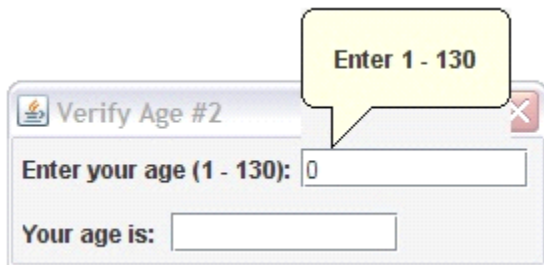 Enter 1 - 130
Verify Age #2
Enter your age (1 - 130): 0
Your age is: